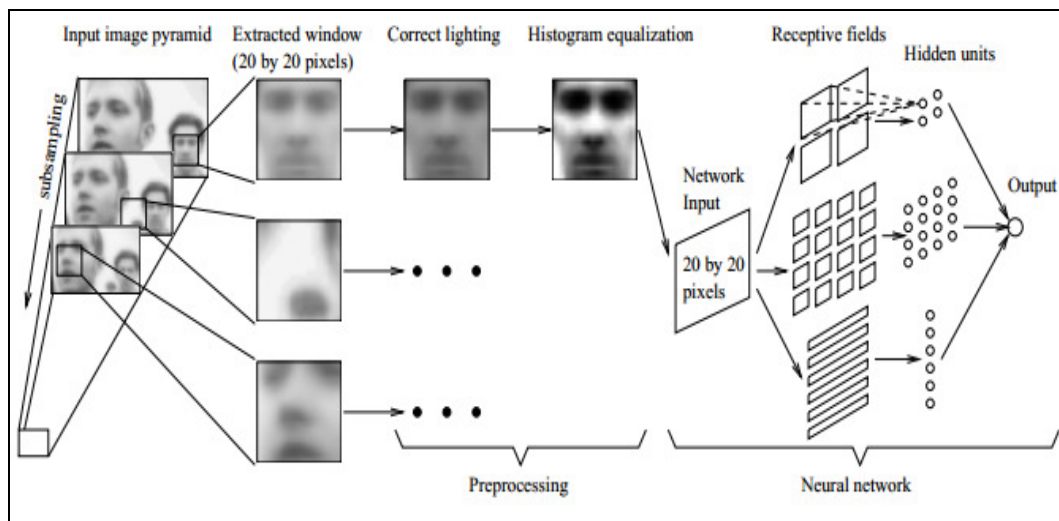 Input image pyramid
Extracted window
(20 by 20 pixels)
Correct lighting
Histogram equalization
Receptive fields
Hidden units
subsampling
Network
Input
20 by 20
pixels
Output
Preprocessing
Neural network